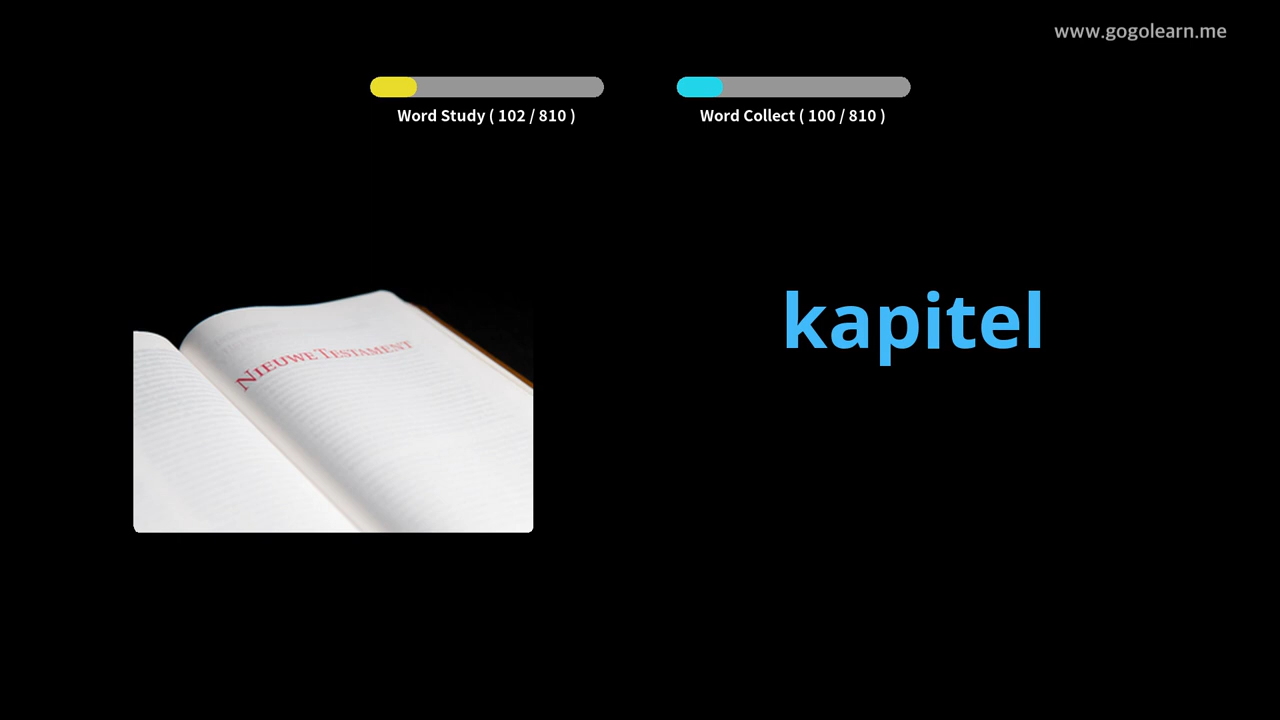 www.gogolearn.me
Word Study ( 102 / 810 )
Word Collect ( 100 / 810 )
kapitel
NIEUWE TESTAMENT